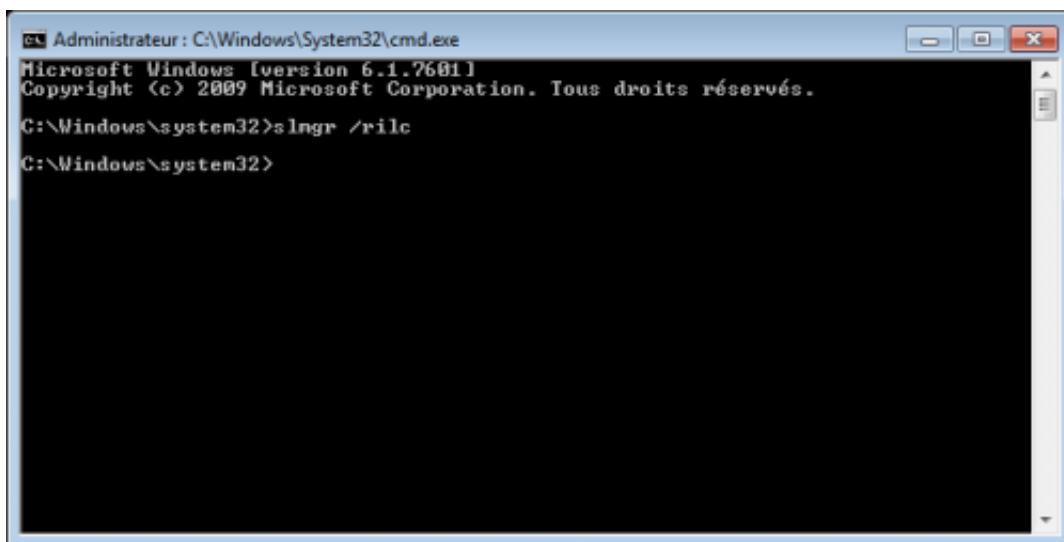 Administrateur : C:\Windows\System32\cmd.exe
Microsoft Windows [version 6.1.7601]
Copyright (c) 2009 Microsoft Corporation. Tous droits réservés.
C:\Windows\system32>slmgr /rilc
C:\Windows\system32>